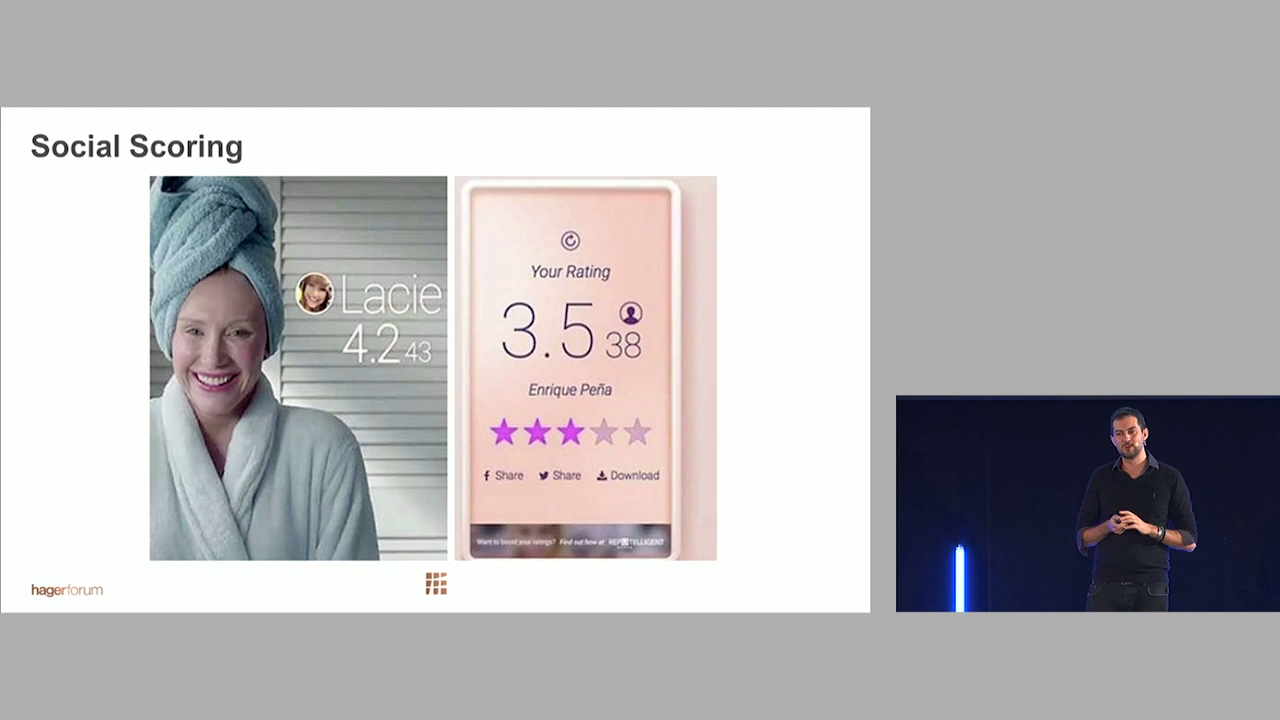 Social Scoring
Lacie
4.2 43
Your Rating
3.5 38
Enrique Peña
Share Share Download
Want to boost your ratings? Find out how at
hagerforum